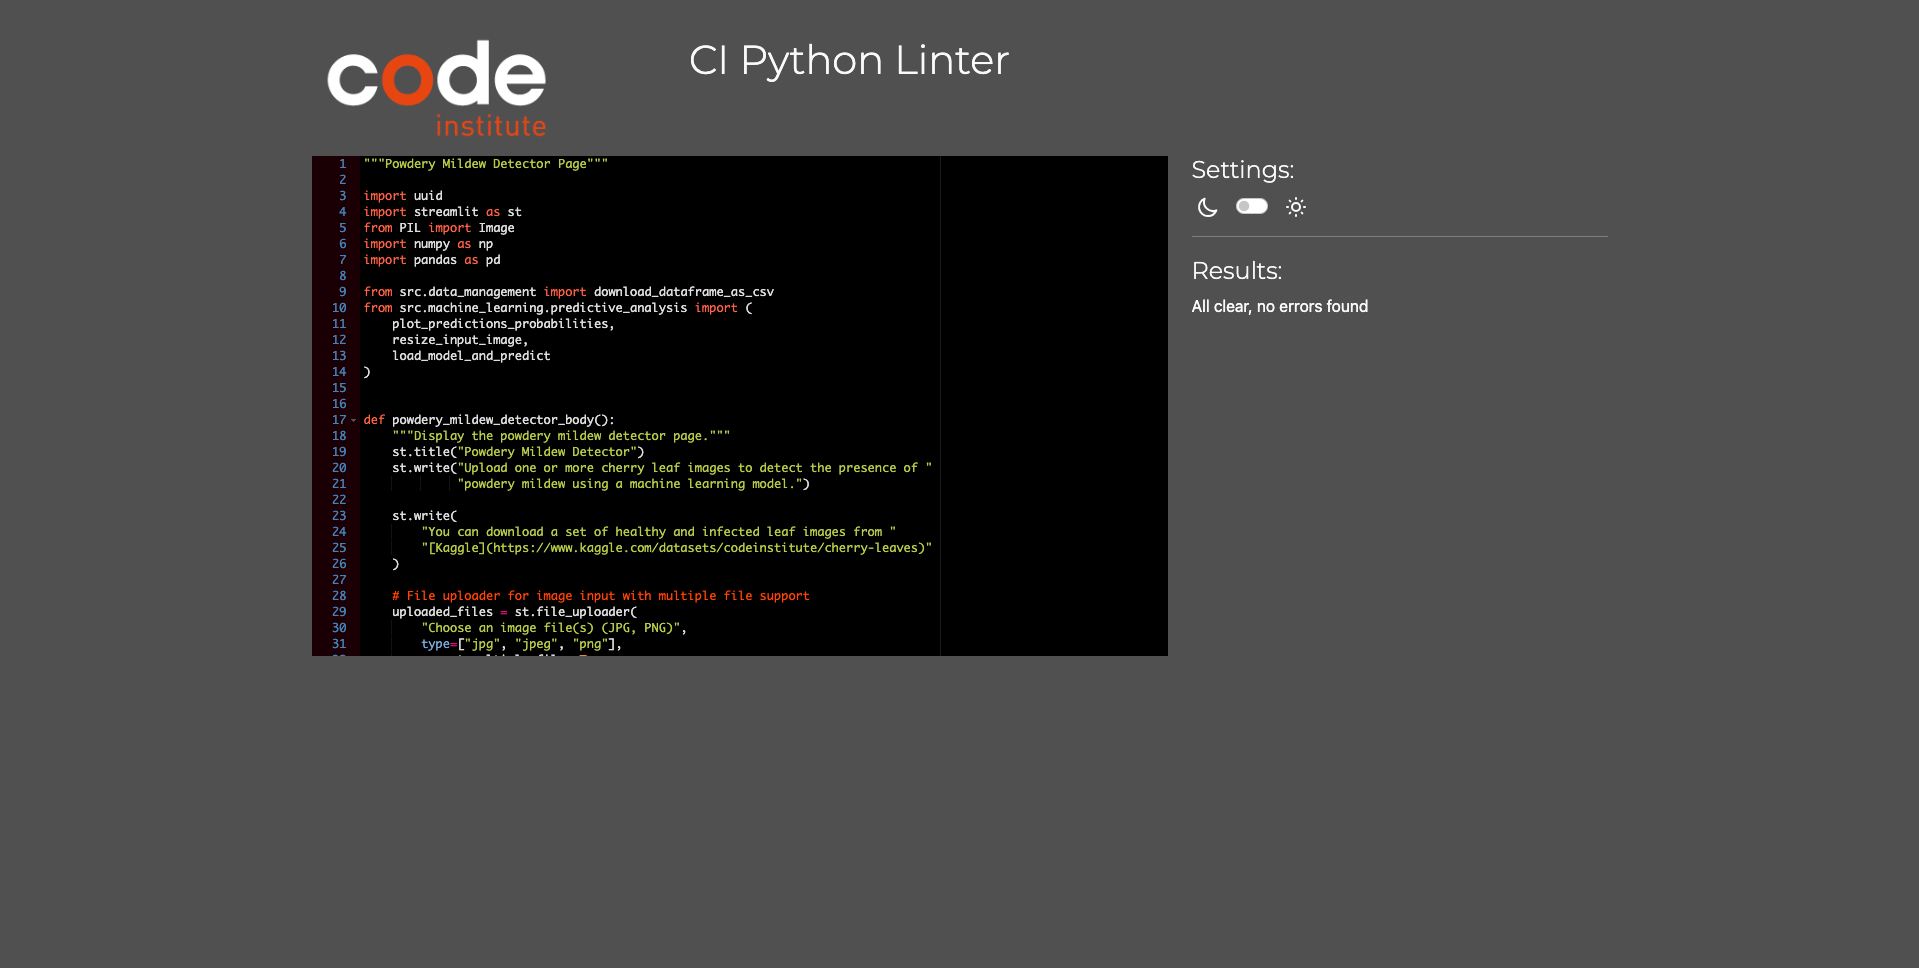 code
institute
CI Python Linter
1 """Powdery Mildew Detector Page"""
2
3 import uuid
4 import streamlit as st
5 from PIL import Image
6 import numpy as np
7 import pandas as pd
8
9 from src.data_management import download_dataframe_as_csv
10 from src.machine_learning.predictive_analysis import (
11     plot_predictions_probabilities,
12     resize_input_image,
13     load_model_and_predict
14 )
15
16
17 def powdery_mildew_detector_body():
18     """Display the powdery mildew detector page."""
19     st.title("Powdery Mildew Detector")
20     st.write("Upload one or more cherry leaf images to detect the presence of "
21              "powdery mildew using a machine learning model.")
22
23     st.write(
24         "You can download a set of healthy and infected leaf images from "
25         "[Kaggle](https://www.kaggle.com/datasets/codeinstitute/cherry-leaves)"
26     )
27
28     # File uploader for image input with multiple file support
29     uploaded_files = st.file_uploader(
30         "Choose an image file(s) (JPG, PNG)",
31         type=["jpg", "jpeg", "png"],
Settings:
Results:
All clear, no errors found